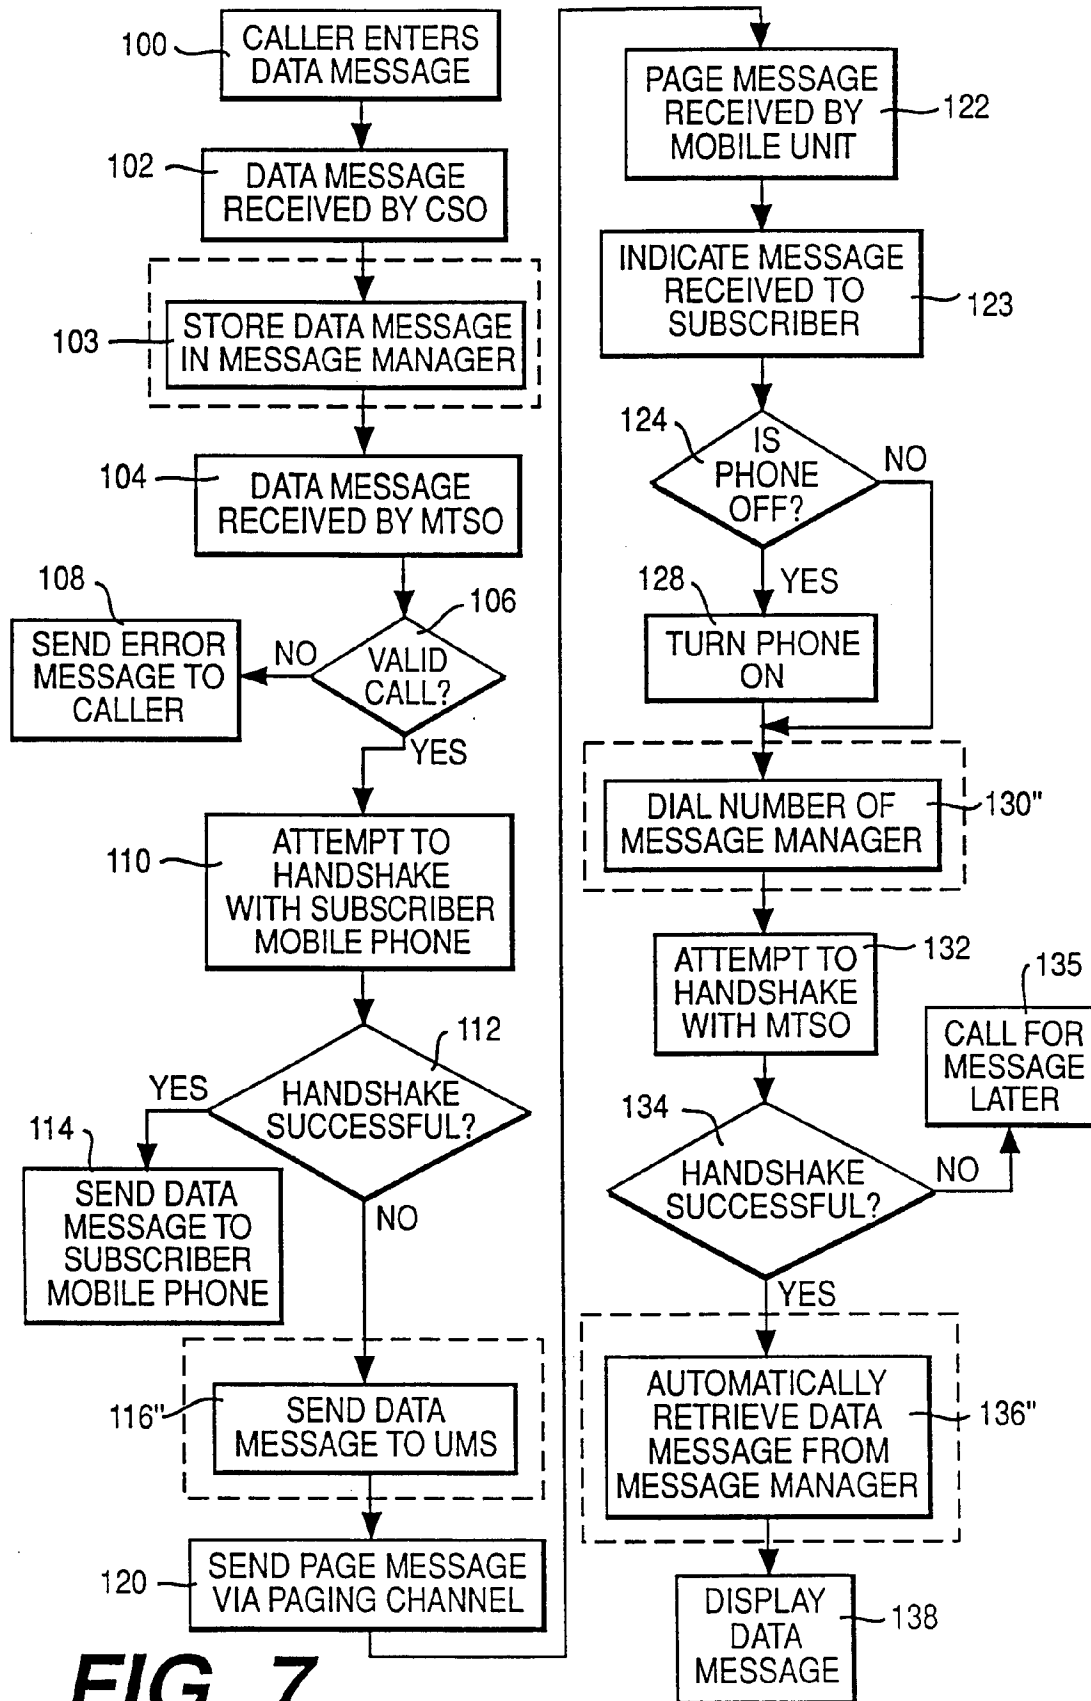 100
CALLER ENTERS
DATA MESSAGE
102
DATA MESSAGE
RECEIVED BY CSO
103
STORE DATA MESSAGE
IN MESSAGE MANAGER
104
DATA MESSAGE
RECEIVED BY MTSO
108
SEND ERROR
MESSAGE TO
CALLER
NO
106
VALID
CALL?
YES
110
ATTEMPT TO
HANDSHAKE
WITH SUBSCRIBER
MOBILE PHONE
112
HANDSHAKE
SUCCESSFUL?
YES
114
SEND DATA
MESSAGE TO
SUBSCRIBER
MOBILE PHONE
NO
116"
SEND DATA
MESSAGE TO UMS
120
SEND PAGE MESSAGE
VIA PAGING CHANNEL
PAGE MESSAGE
RECEIVED BY
MOBILE UNIT
122
INDICATE MESSAGE
RECEIVED TO
SUBSCRIBER
123
124
IS
PHONE
OFF?
NO
YES
128
TURN PHONE
ON
DIAL NUMBER OF
MESSAGE MANAGER
130"
ATTEMPT TO
HANDSHAKE
WITH MTSO
132
135
CALL FOR
MESSAGE
LATER
134
HANDSHAKE
SUCCESSFUL?
NO
YES
AUTOMATICALLY
RETRIEVE DATA
MESSAGE FROM
MESSAGE MANAGER
136"
DISPLAY
DATA
MESSAGE
138
FIG. 7